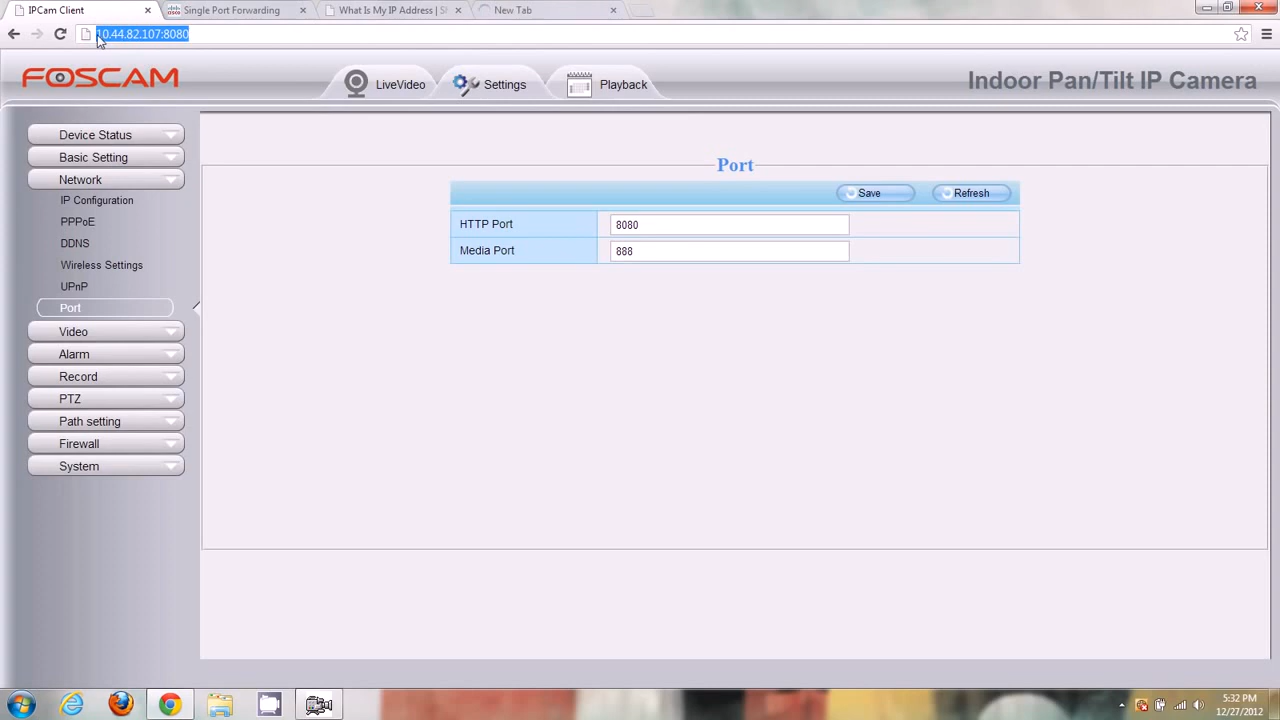 IPCam Client
Single Port Forwarding
What Is My IP Address | Sh
New Tab
10.44.82.107:8080
FOSCAM
LiveVideo
Settings
Playback
Indoor Pan/Tilt IP Camera
Device Status
Basic Setting
Network
IP Configuration
PPPoE
DDNS
Wireless Settings
UPnP
Port
Video
Alarm
Record
PTZ
Path setting
Firewall
System
Port
Save
Refresh
HTTP Port
8080
Media Port
888
5:32 PM
12/27/2012